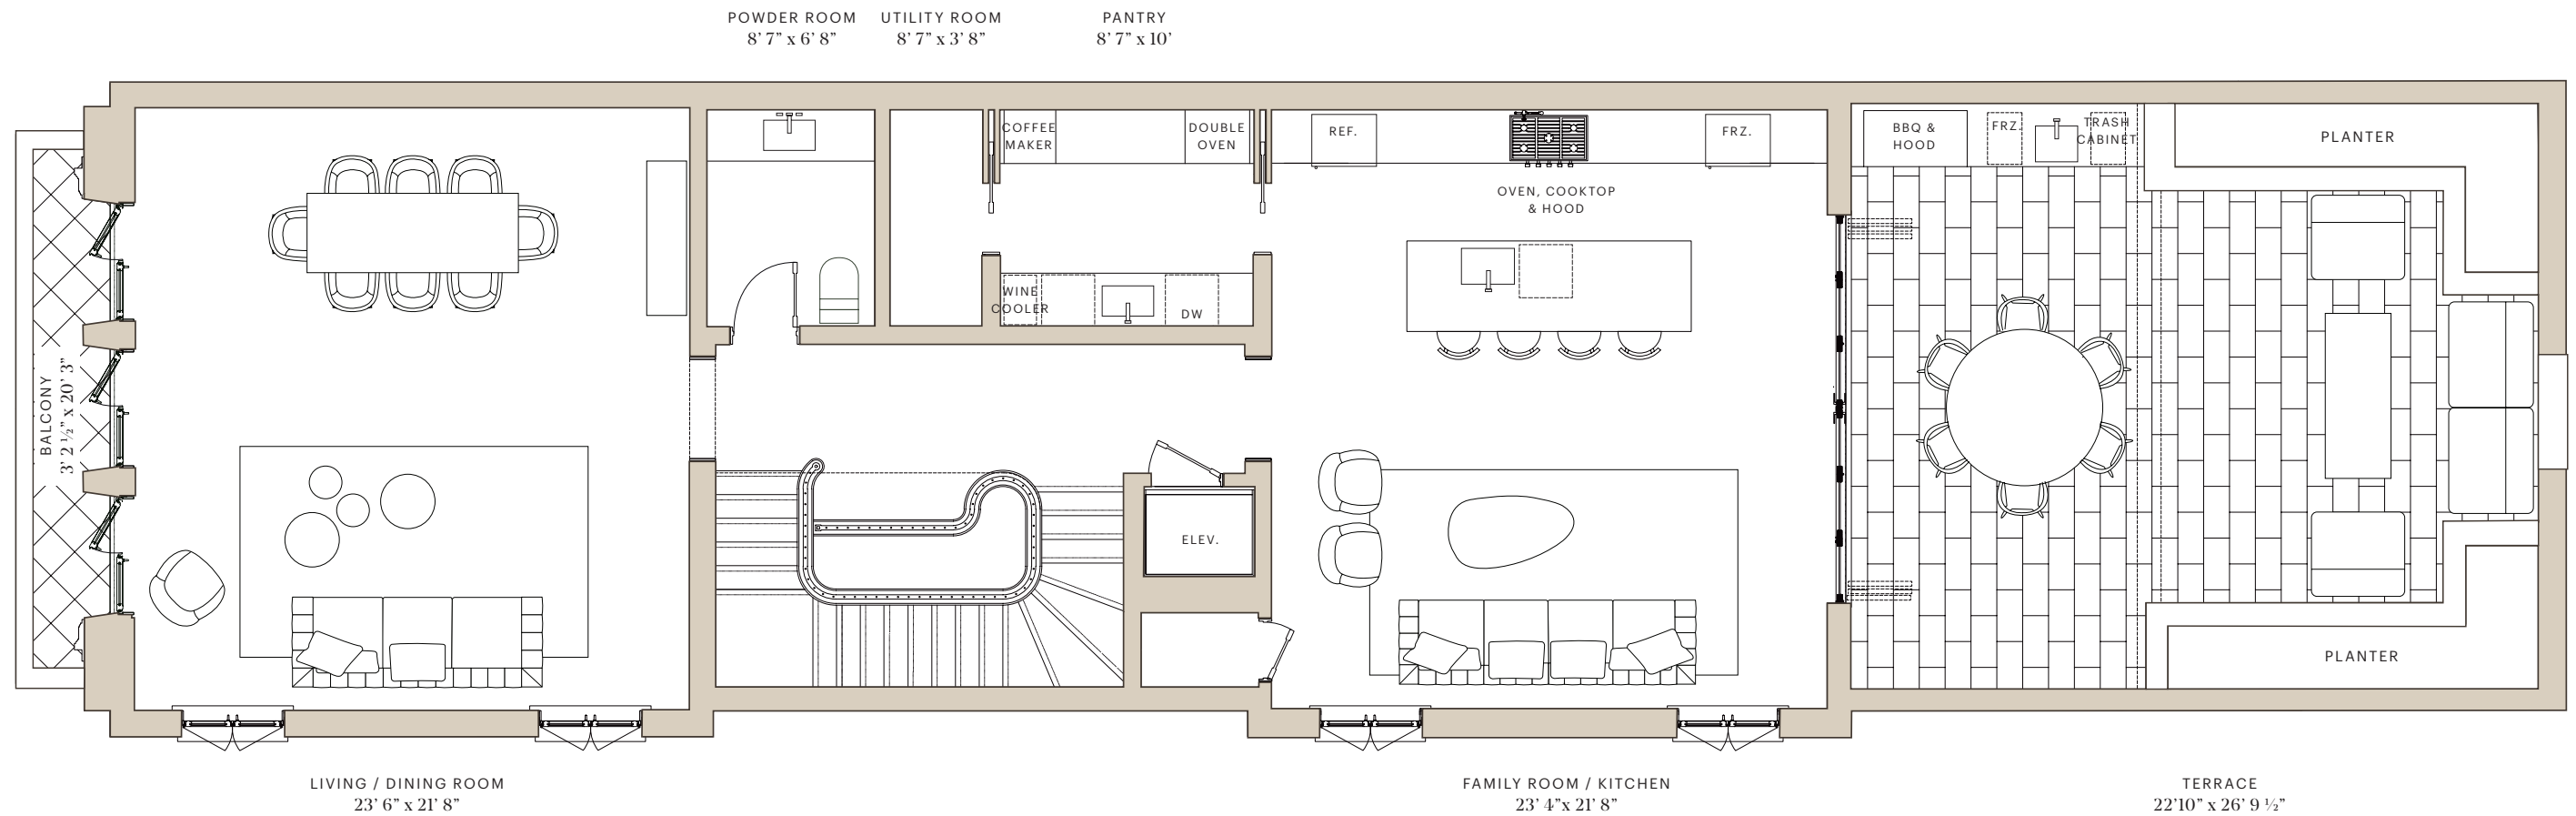 POWDER ROOM
8’ 7” x 6’ 8”
UTILITY ROOM
8’ 7” x 3’ 8”
PANTRY
8’ 7” x 10’
COFFEE
MAKER
DOUBLE
OVEN
REF.
FRZ.
BBQ &
HOOD
FRZ.
TRASH
CABINET
PLANTER
OVEN, COOKTOP
& HOOD
WINE
COOLER
DW
BALCONY
3’ 2 ½” x 20’ 3”
ELEV.
PLANTER
LIVING / DINING ROOM
23’ 6” x 21’ 8”
FAMILY ROOM / KITCHEN
23’ 4”x 21’ 8”
TERRACE
22’10” x 26’ 9 ½”